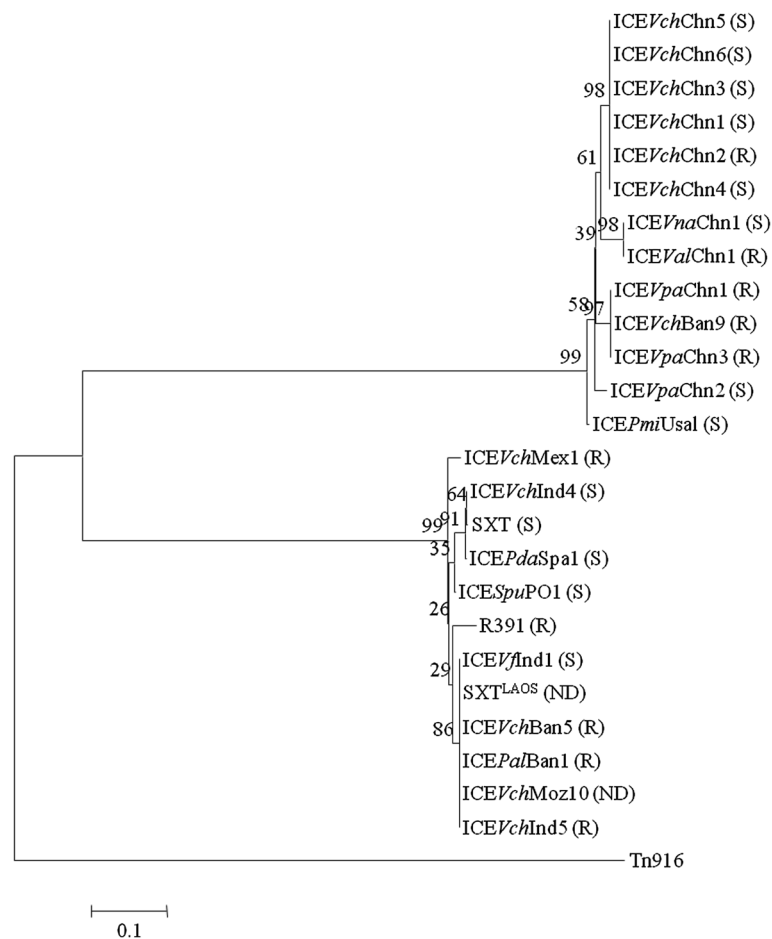 ICEVchChn5 (S)
ICEVchChn6(S)
98 ICEVchChn3 (S)
ICEVchChn1 (S)
61 ICEVchChn2 (R)
ICEVchChn4 (S)
39 98 ICEVnaChn1 (S)
ICEValChn1 (R)
ICEVpaChn1 (R)
58 97
ICEVchBan9 (R)
99 ICEVpaChn3 (R)
ICEVpaChn2 (S)
ICEPmiUsal (S)
ICEVchMex1 (R)
64 ICEVchInd4 (S)
99 91 SXT (S)
35 ICEPdaSpa1 (S)
ICESpuPO1 (S)
26
R391 (R)
29 ICEVflnd1 (S)
SXTLAOS (ND)
86 ICEVchBan5 (R)
ICEPalBan1 (R)
ICEVchMoz10 (ND)
ICEVchInd5 (R)
Tn916
0.1